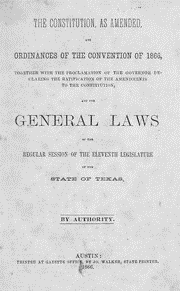 THE CONSTITUTION, AS AMENDED,
AND
ORDINANCES OF THE CONVENTION OF 1866,
TOGETHER WITH THE PROCLAMATION OF THE GOVERNOR DE-
CLARING THE RATIFICATION OF THE AMENDMENTS
TO THE CONSTITUTION,
AND THE
GENERAL LAWS
OF THE
REGULAR SESSION OF THE ELEVENTH LEGISLATURE
OF THE
STATE OF TEXAS,
BY AUTHORITY.
AUSTIN:
PRINTED AT GAZETTE OFFICE, BY JO. WALKER, STATE PRINTER.
1866.